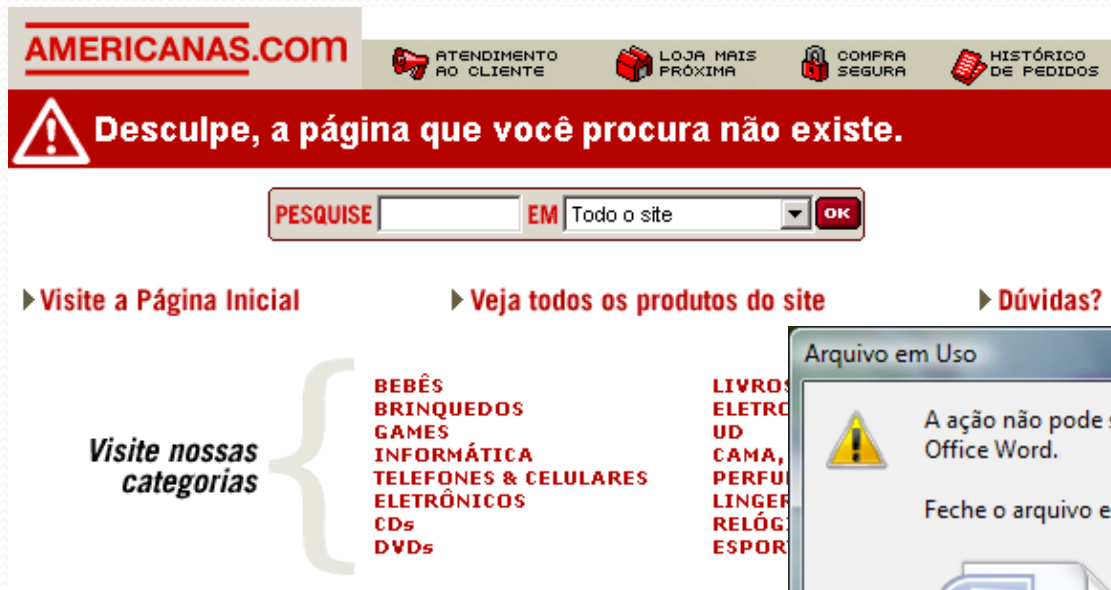 AMERICANAS.COM
ATENDIMENTO
AO CLIENTE
LOJA MAIS
PRÓXIMA
COMPRA
SEGURA
HISTÓRICO
DE PEDIDOS
Desculpe, a página que você procura não existe.
PESQUISE EM Todo o site OK
Visite a Página Inicial Veja todos os produtos do site Dúvidas?
Visite nossas
categorias
BEBÊS
BRINQUEDOS
GAMES
INFORMÁTICA
TELEFONES & CELULARES
ELETRÔNICOS
CDs
DVDs
UD
CAMA,
Arquivo em Uso
A ação não pode
Office Word.
Feche o arquivo e